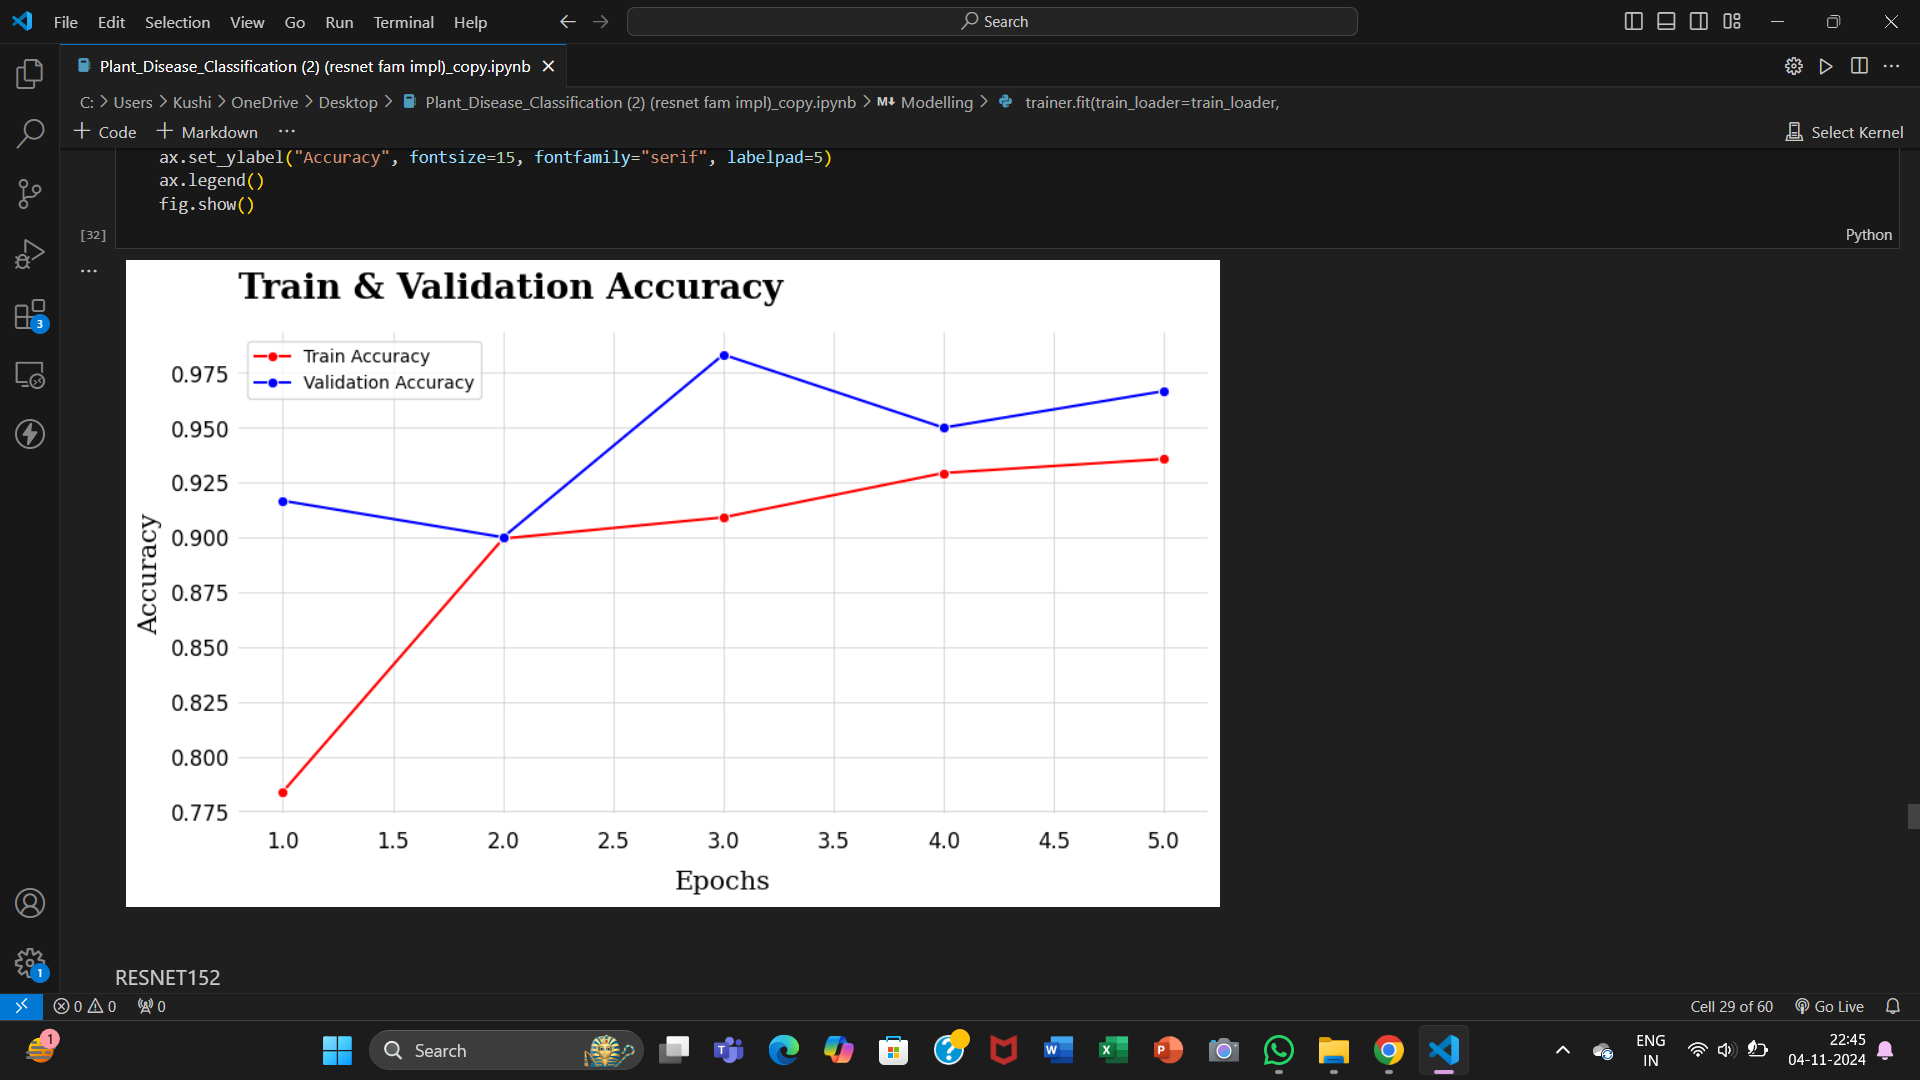 File Edit Selection View Go Run Terminal Help
Search
Plant_Disease_Classification (2) (resnet fam impl)_copy.ipynb
C: > Users > Kushi > OneDrive > Desktop > Plant_Disease_Classification (2) (resnet fam impl)_copy.ipynb > M↓ Modelling > trainer.fit(train_loader=train_loader,
+ Code + Markdown ...
Select Kernel
ax.set_ylabel("Accuracy", fontsize=15, fontfamily="serif", labelpad=5)
ax.legend()
fig.show()
[32]
Python
Train & Validation Accuracy
Train Accuracy
Validation Accuracy
0.975
0.950
0.925
0.900
0.875
0.850
0.825
0.800
0.775
Accuracy
1.0 1.5 2.0 2.5 3.0 3.5 4.0 4.5 5.0
Epochs
3
1
RESNET152
0 0 0
Cell 29 of 60 Go Live
1
Search
ENG
IN
22:45
04-11-2024